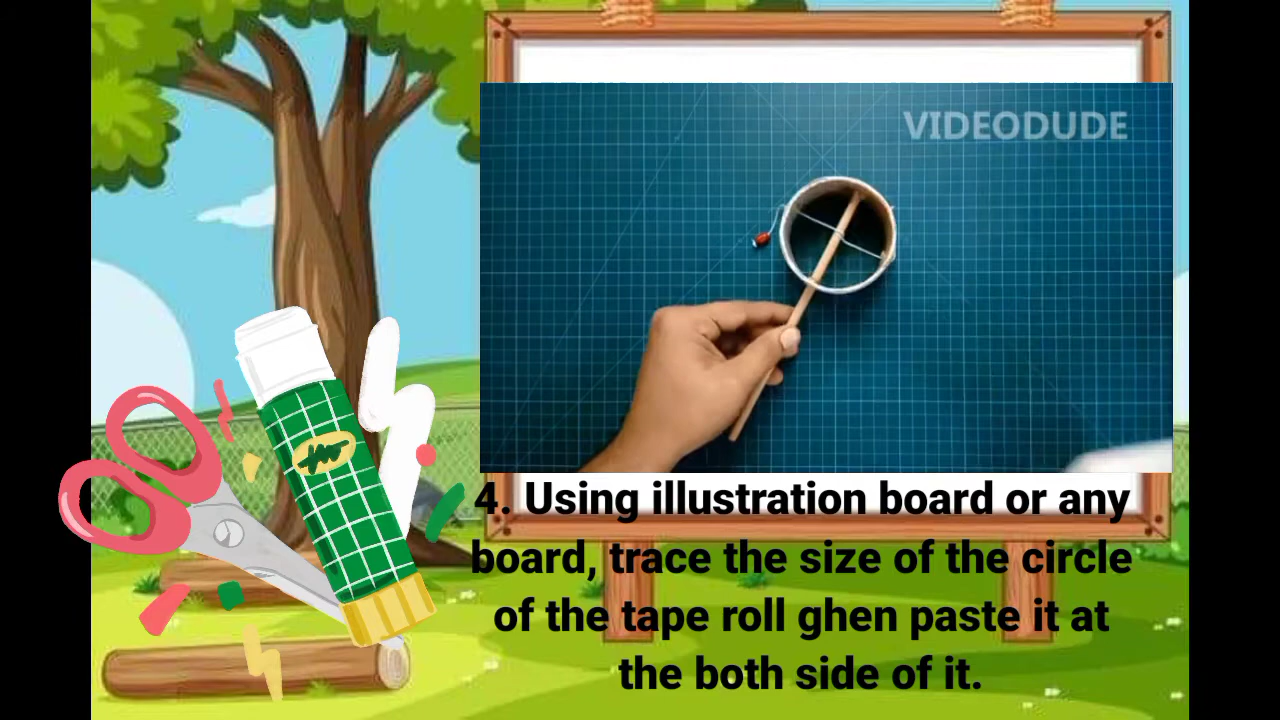 VIDEODUDE
4. Using illustration board or any
board, trace the size of the circle
of the tape roll ghen paste it at
the both side of it.